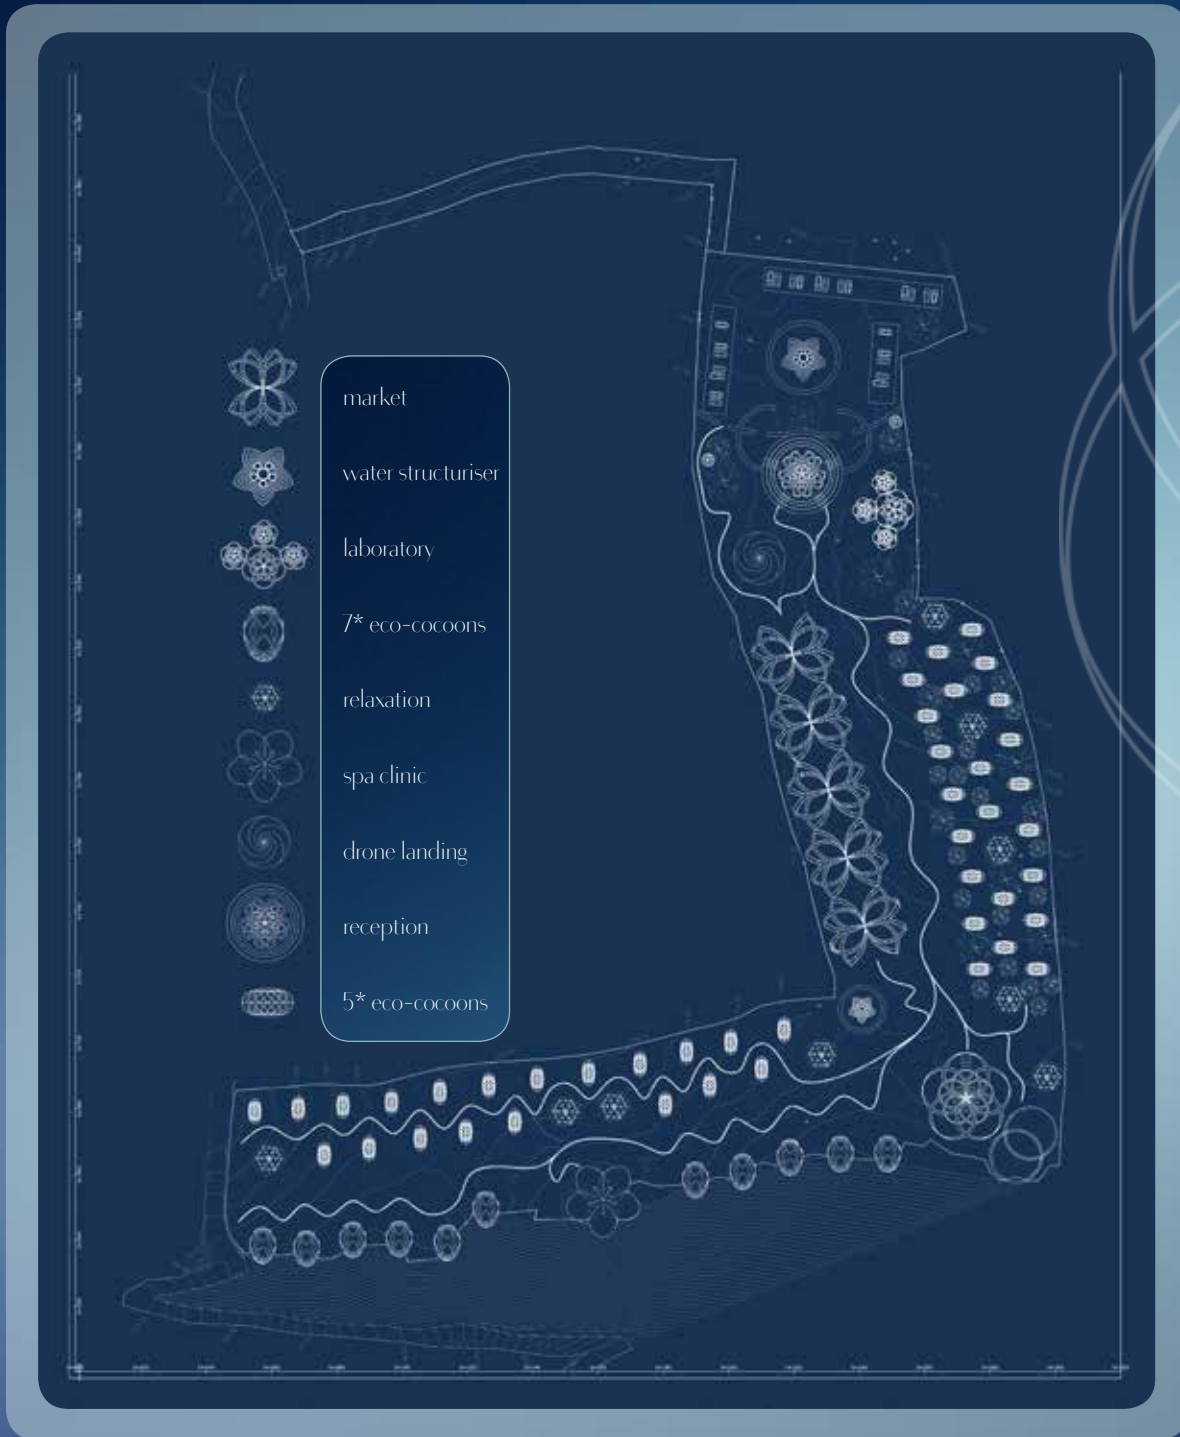 market
water structuriser
laboratory
7* eco-cocoons
relaxation
spa clinic
drone landing
reception
5* eco-cocoons